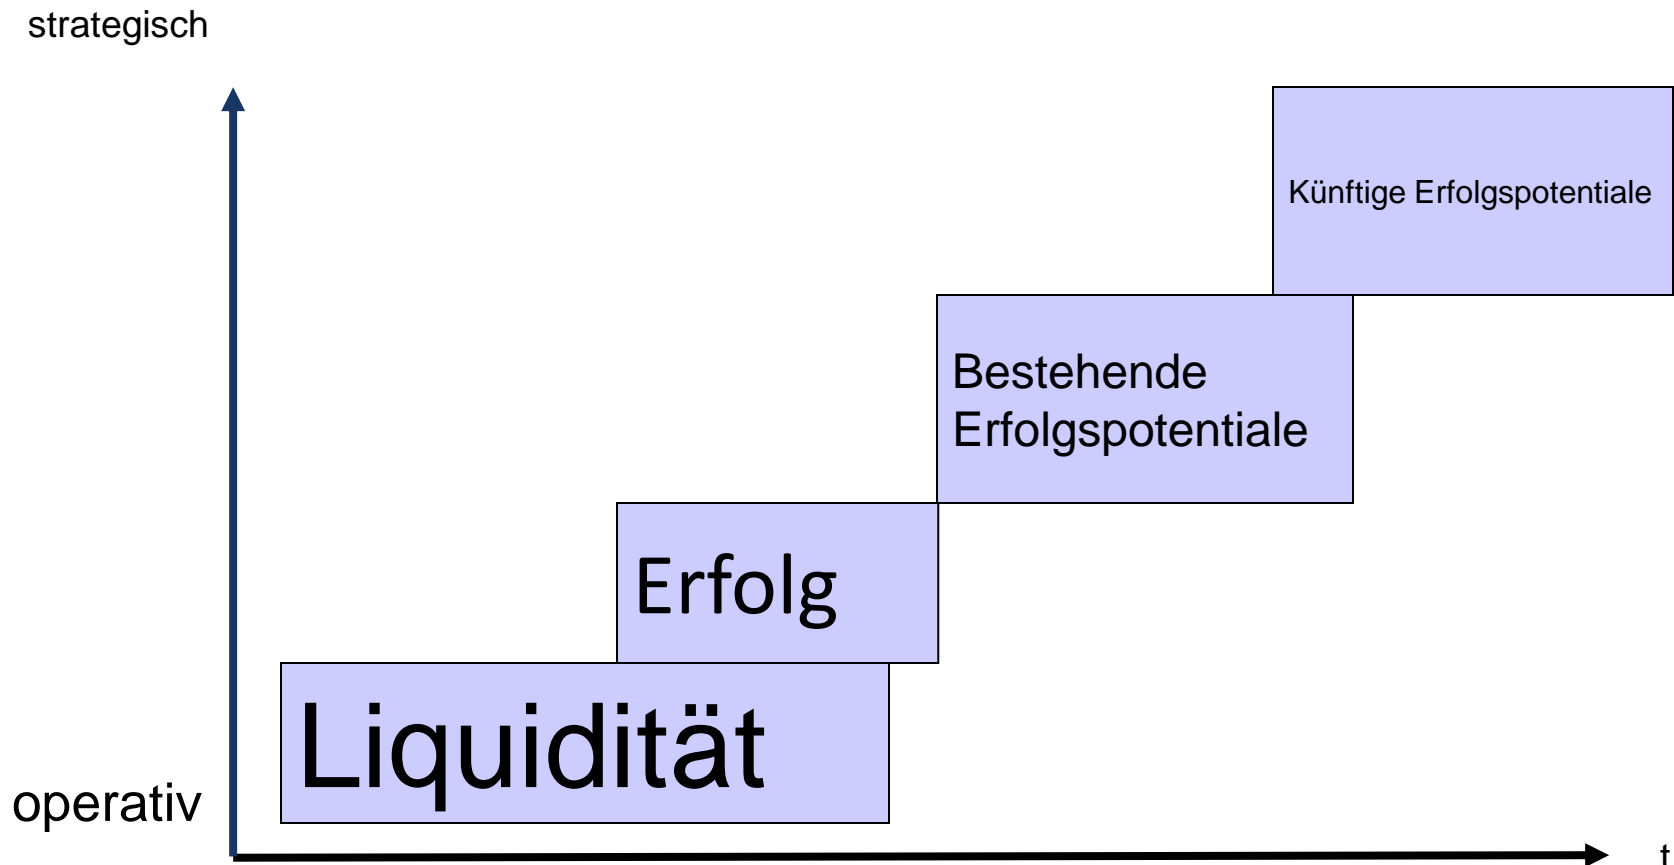 strategisch
Künftige Erfolgspotentiale
Bestehende
Erfolgspotentiale
Erfolg
Liquidität
operativ
t